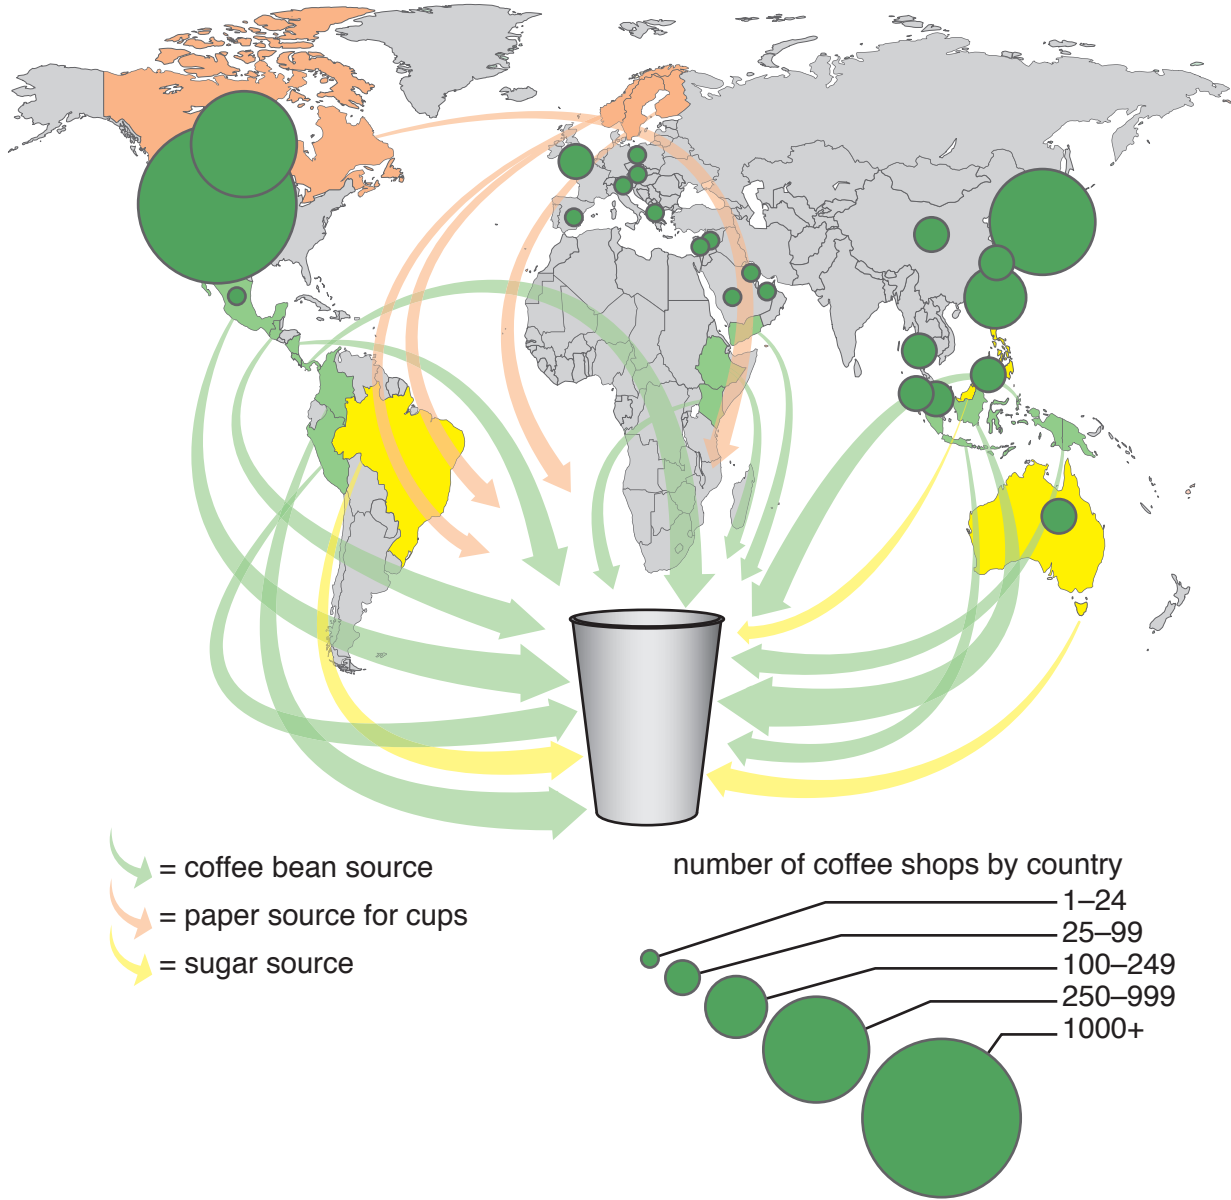 = coffee bean source
= paper source for cups
= sugar source
number of coffee shops by country
1–24
25–99
100–249
250–999
1000+